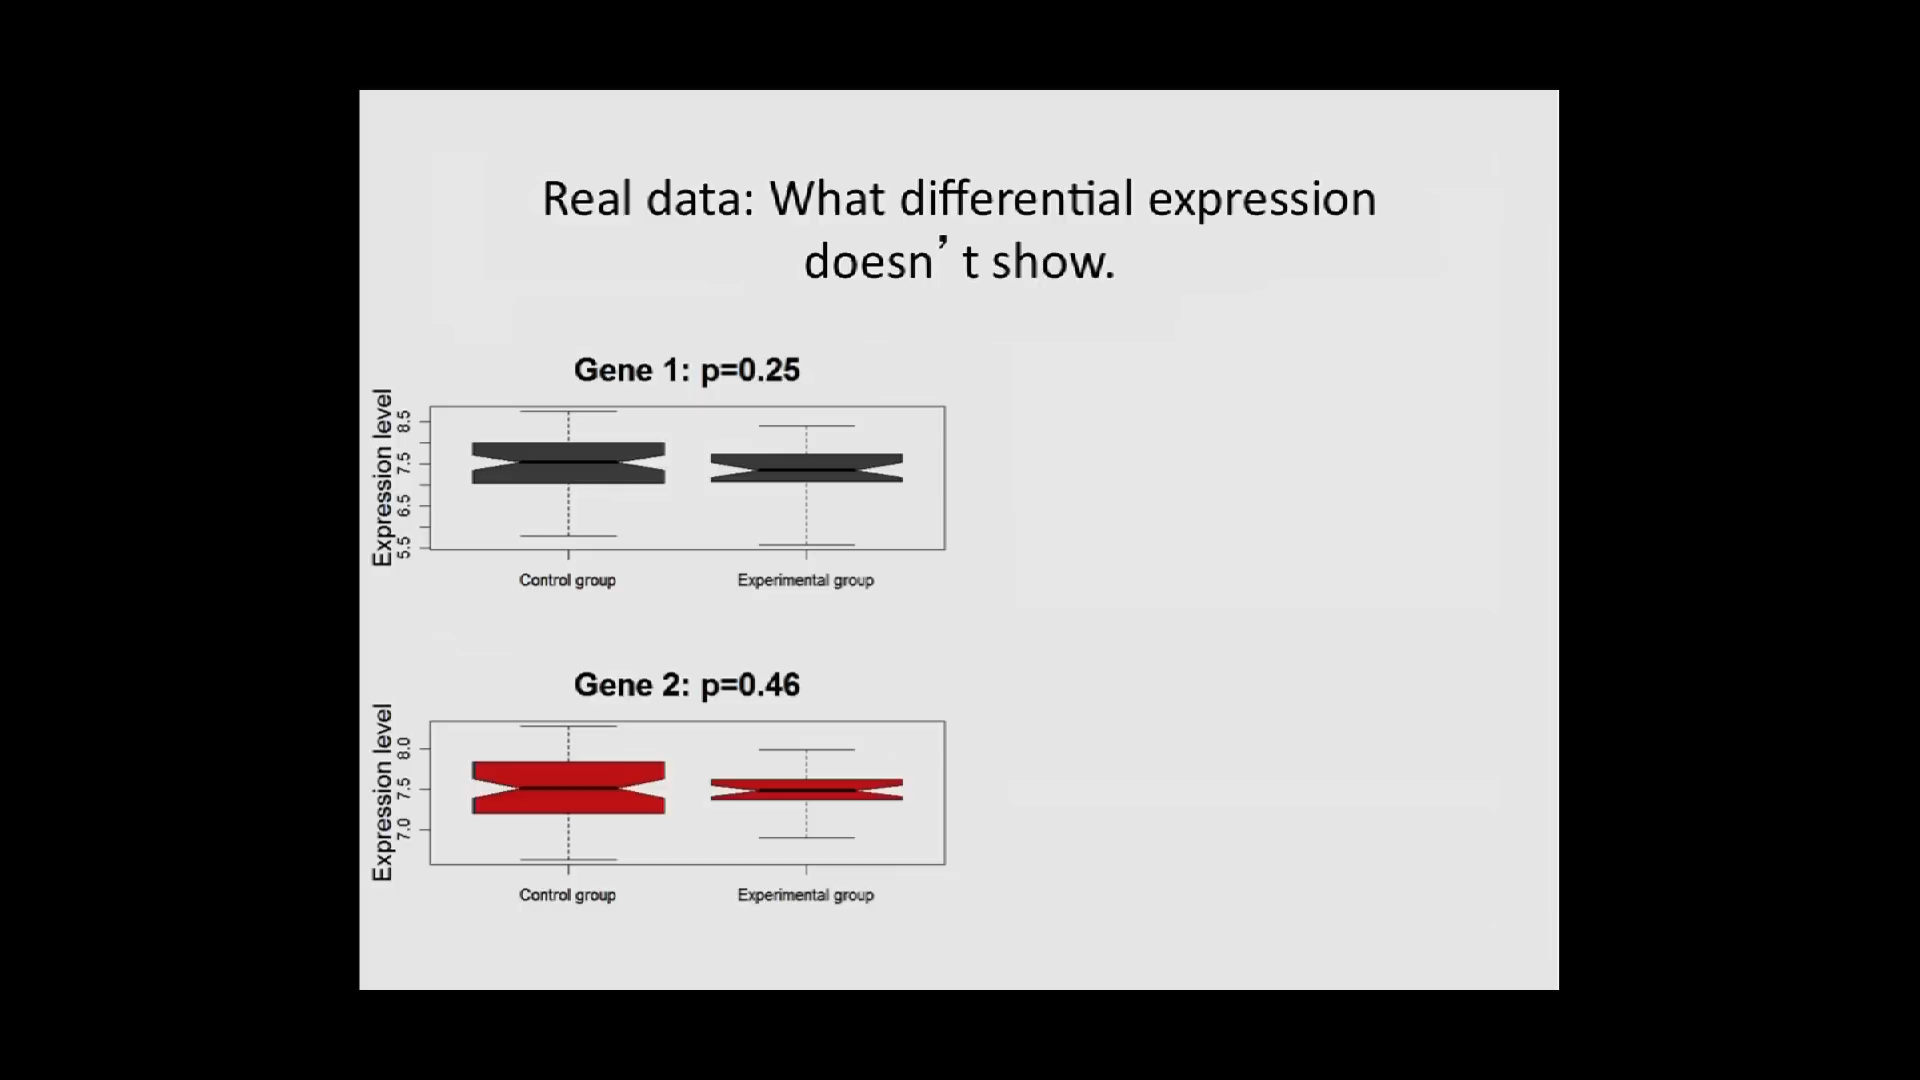 Real data: What differential expression
doesn’t show.
Gene 1: p=0.25
Expression level
8.5
7.5
6.5
5.5
Control group
Experimental group
Gene 2: p=0.46
Expression level
8.0
7.5
7.0
Control group
Experimental group